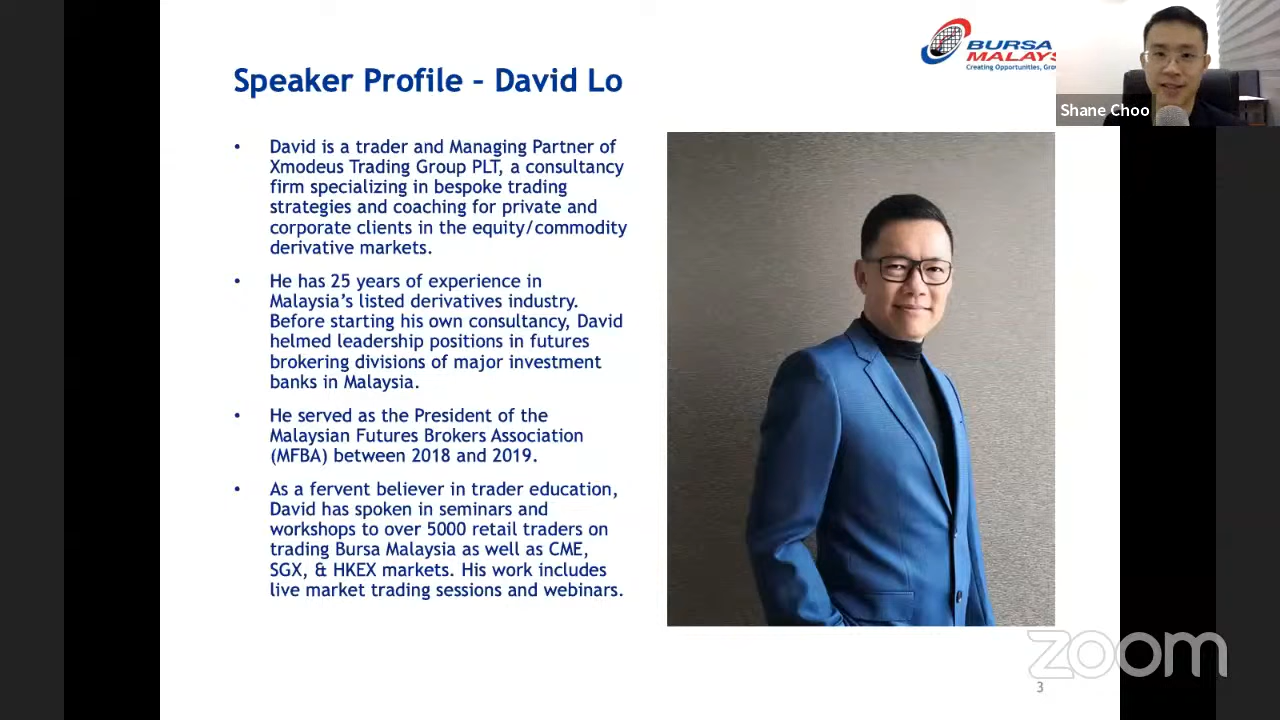 BURSA
MALAYS
Creating Opportunities, Grow
Shane Choo
Speaker Profile – David Lo
• David is a trader and Managing Partner of
Xmodeus Trading Group PLT, a consultancy
firm specializing in bespoke trading
strategies and coaching for private and
corporate clients in the equity/commodity
derivative markets.
• He has 25 years of experience in
Malaysia’s listed derivatives industry.
Before starting his own consultancy, David
helmed leadership positions in futures
brokering divisions of major investment
banks in Malaysia.
• He served as the President of the
Malaysian Futures Brokers Association
(MFBA) between 2018 and 2019.
• As a fervent believer in trader education,
David has spoken in seminars and
workshops to over 5000 retail traders on
trading Bursa Malaysia as well as CME,
SGX, & HKEX markets. His work includes
live market trading sessions and webinars.
zoom
3